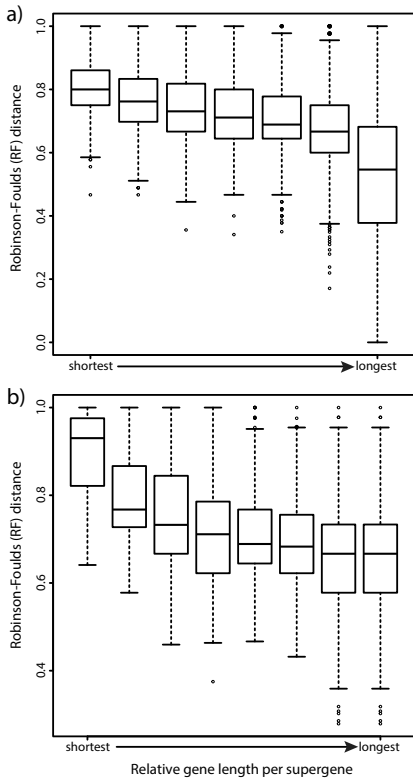 a)
Robinson-Foulds (RF) distance
1.0
0.8
0.6
0.4
0.2
0.0
shortest
longest
b)
Robinson-Foulds (RF) distance
1.0
0.8
0.6
0.4
shortest
longest
Relative gene length per supergene